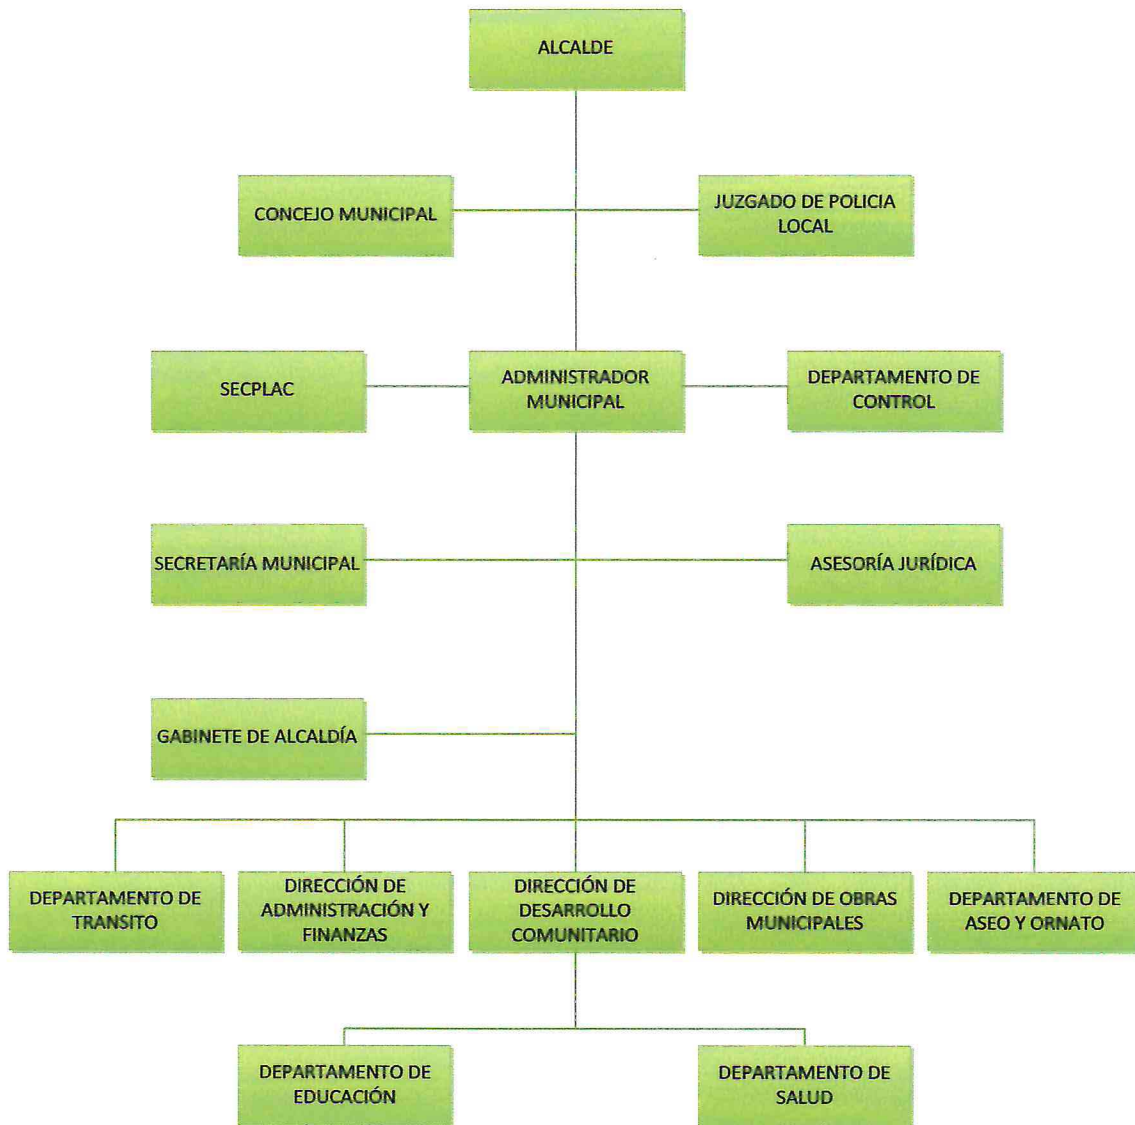 ALCALDE
CONCEJO MUNICIPAL
JUZGADO DE POLICIA
LOCAL
SECPLAC
ADMINISTRADOR
MUNICIPAL
DEPARTAMENTO DE
CONTROL
SECRETARÍA MUNICIPAL
ASESORÍA JURÍDICA
GABINETE DE ALCALDÍA
DEPARTAMENTO DE
TRANSITO
DIRECCIÓN DE
ADMINISTRACIÓN Y
FINANZAS
DIRECCIÓN DE
DESARROLLO
COMUNITARIO
DIRECCIÓN DE OBRAS
MUNICIPALES
DEPARTAMENTO DE
ASEO Y ORNATO
DEPARTAMENTO DE
EDUCACIÓN
DEPARTAMENTO DE
SALUD